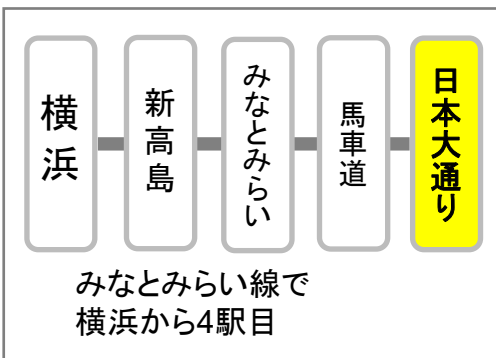 横浜
新高島
みなとみらい
馬車道
日本大通り
みなとみらい線で
横浜から4駅目